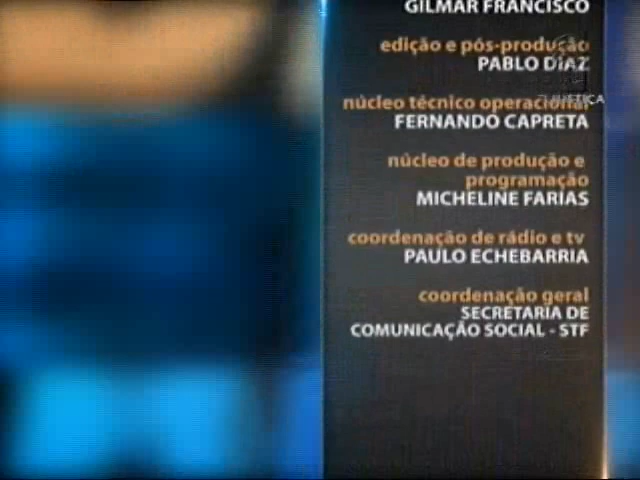 GILMAR FRANCISCO
edição e pós-produção
PABLO DIAZ
núcleo técnico operacional
FERNANDO CAPRETA
núcleo de produção e
programação
MICHELINE FARIAS
coordenação de rádio e tv
PAULO ECHEBARRIA
coordenação geral
SECRETARIA DE
COMUNICAÇÃO SOCIAL - STF